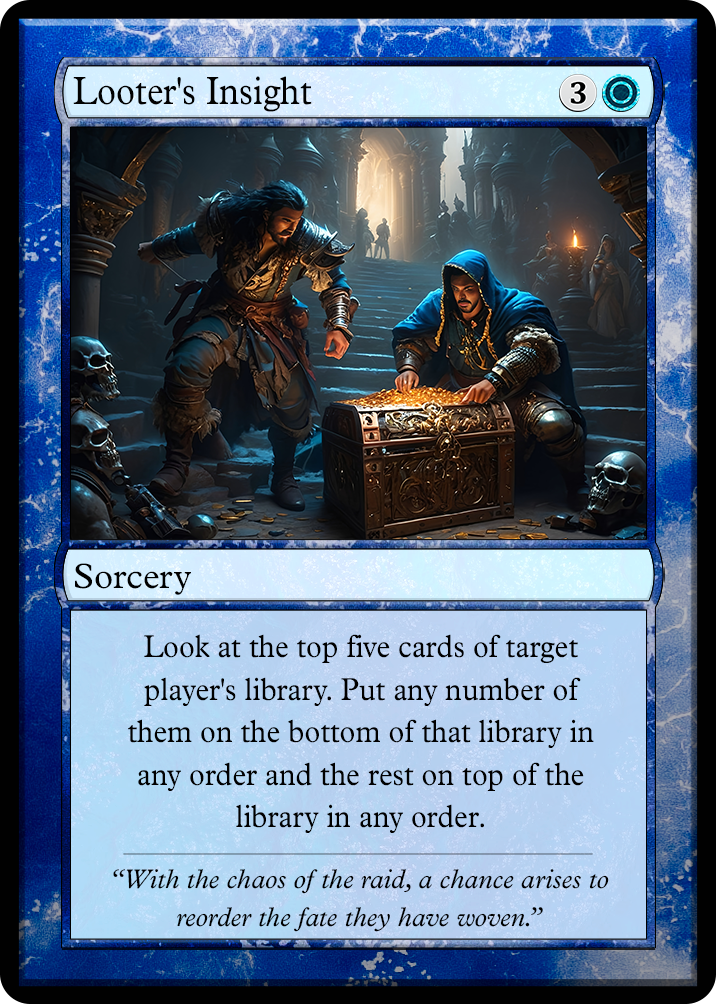 Looter's Insight 3
Sorcery
Look at the top five cards of target
player's library. Put any number of
them on the bottom of that library in
any order and the rest on top of the
library in any order.
“With the chaos of the raid, a chance arises to
reorder the fate they have woven.”